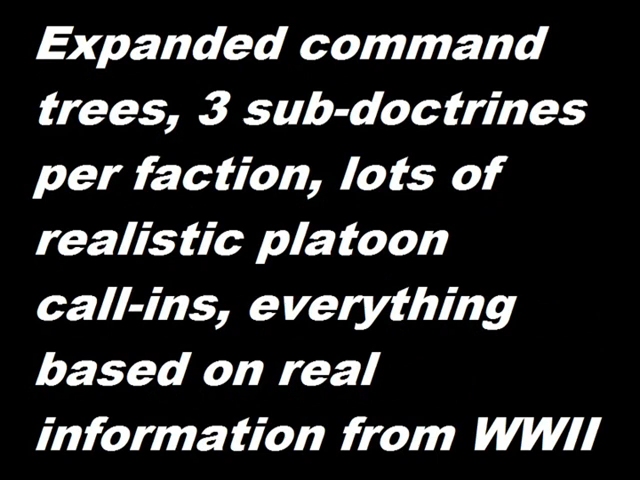 Expanded command
trees, 3 sub-doctrines
per faction, lots of
realistic platoon
call-ins, everything
based on real
information from WWII